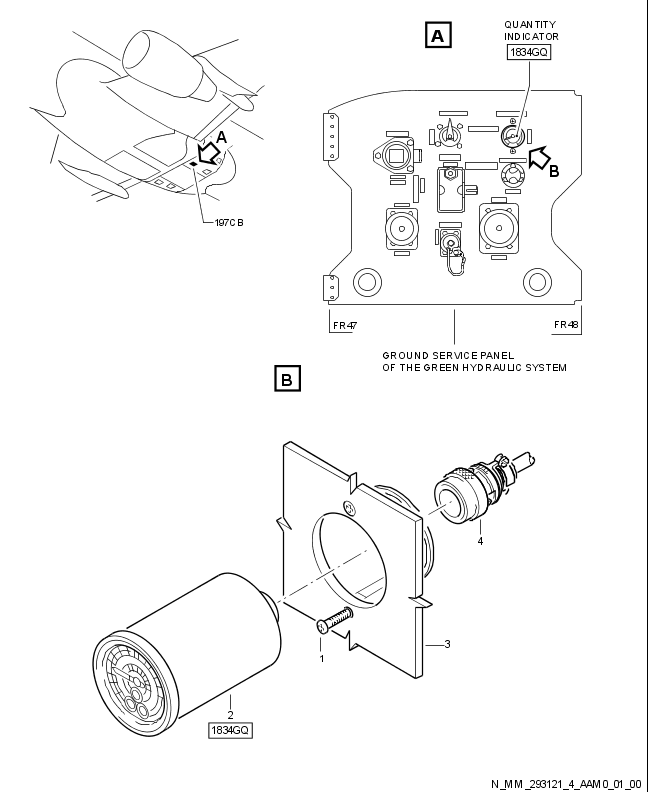 A
QUANTITY
INDICATOR
1834GQ
A
B
197CB
FR47
FR48
GROUND SERVICE PANEL
OF THE GREEN HYDRAULIC SYSTEM
B
4
1
3
2
1834GQ
N_MM_293121_4_AAM0_01_00